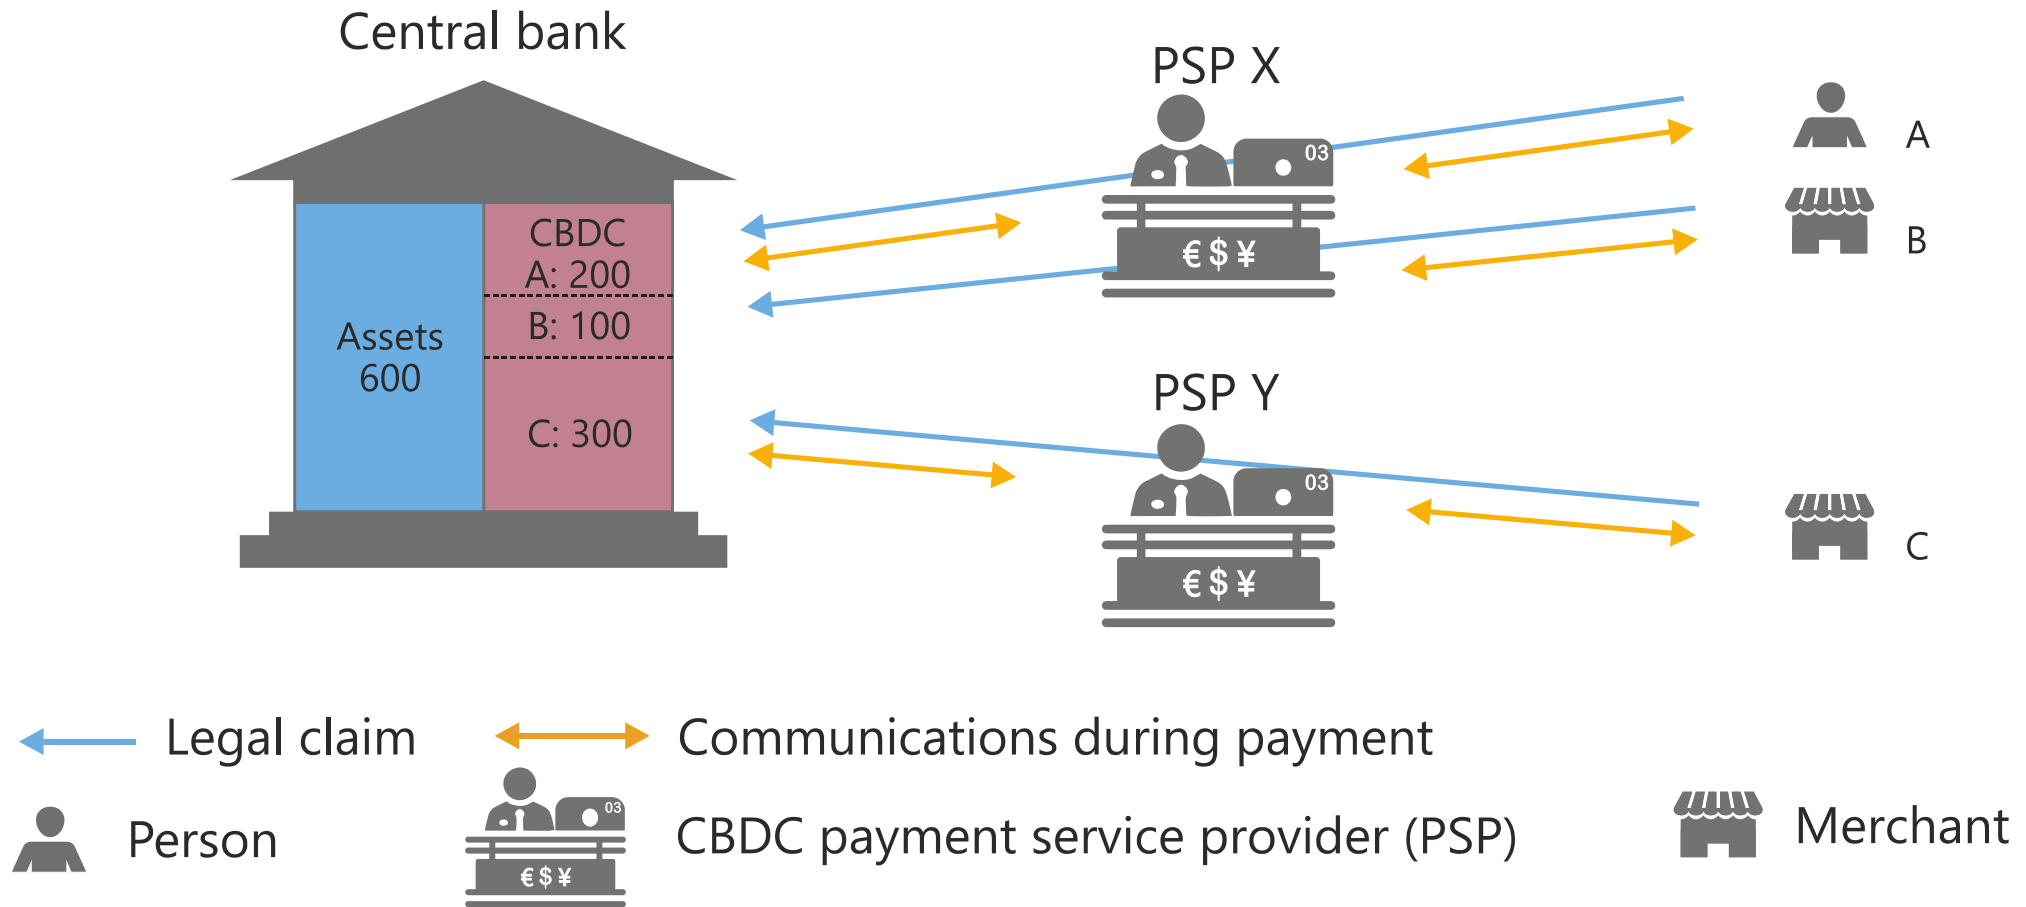 Central bank
PSP X
03
A
CBDC
A: 200
B
€ $ ¥
B: 100
Assets
600
PSP Y
C: 300
03
C
€ $ ¥
Legal claim
Communications during payment
03
Person
CBDC payment service provider (PSP)
Merchant
€ $ ¥